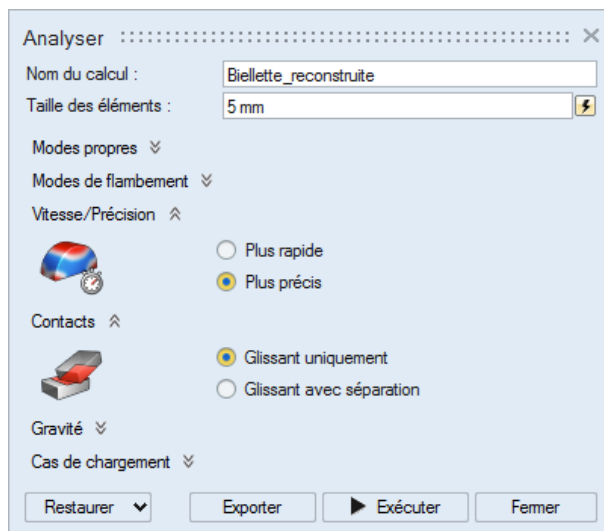 Analyser
Nom du calcul :
Biellette_reconstruite
Taille des éléments :
5 mm
Modes propres
Modes de flambement
Vitesse/Précision
Plus rapide
Plus précis
Contacts
Glissant uniquement
Glissant avec séparation
Gravité
Cas de chargement
Restaurer
Exporter
Exécuter
Fermer